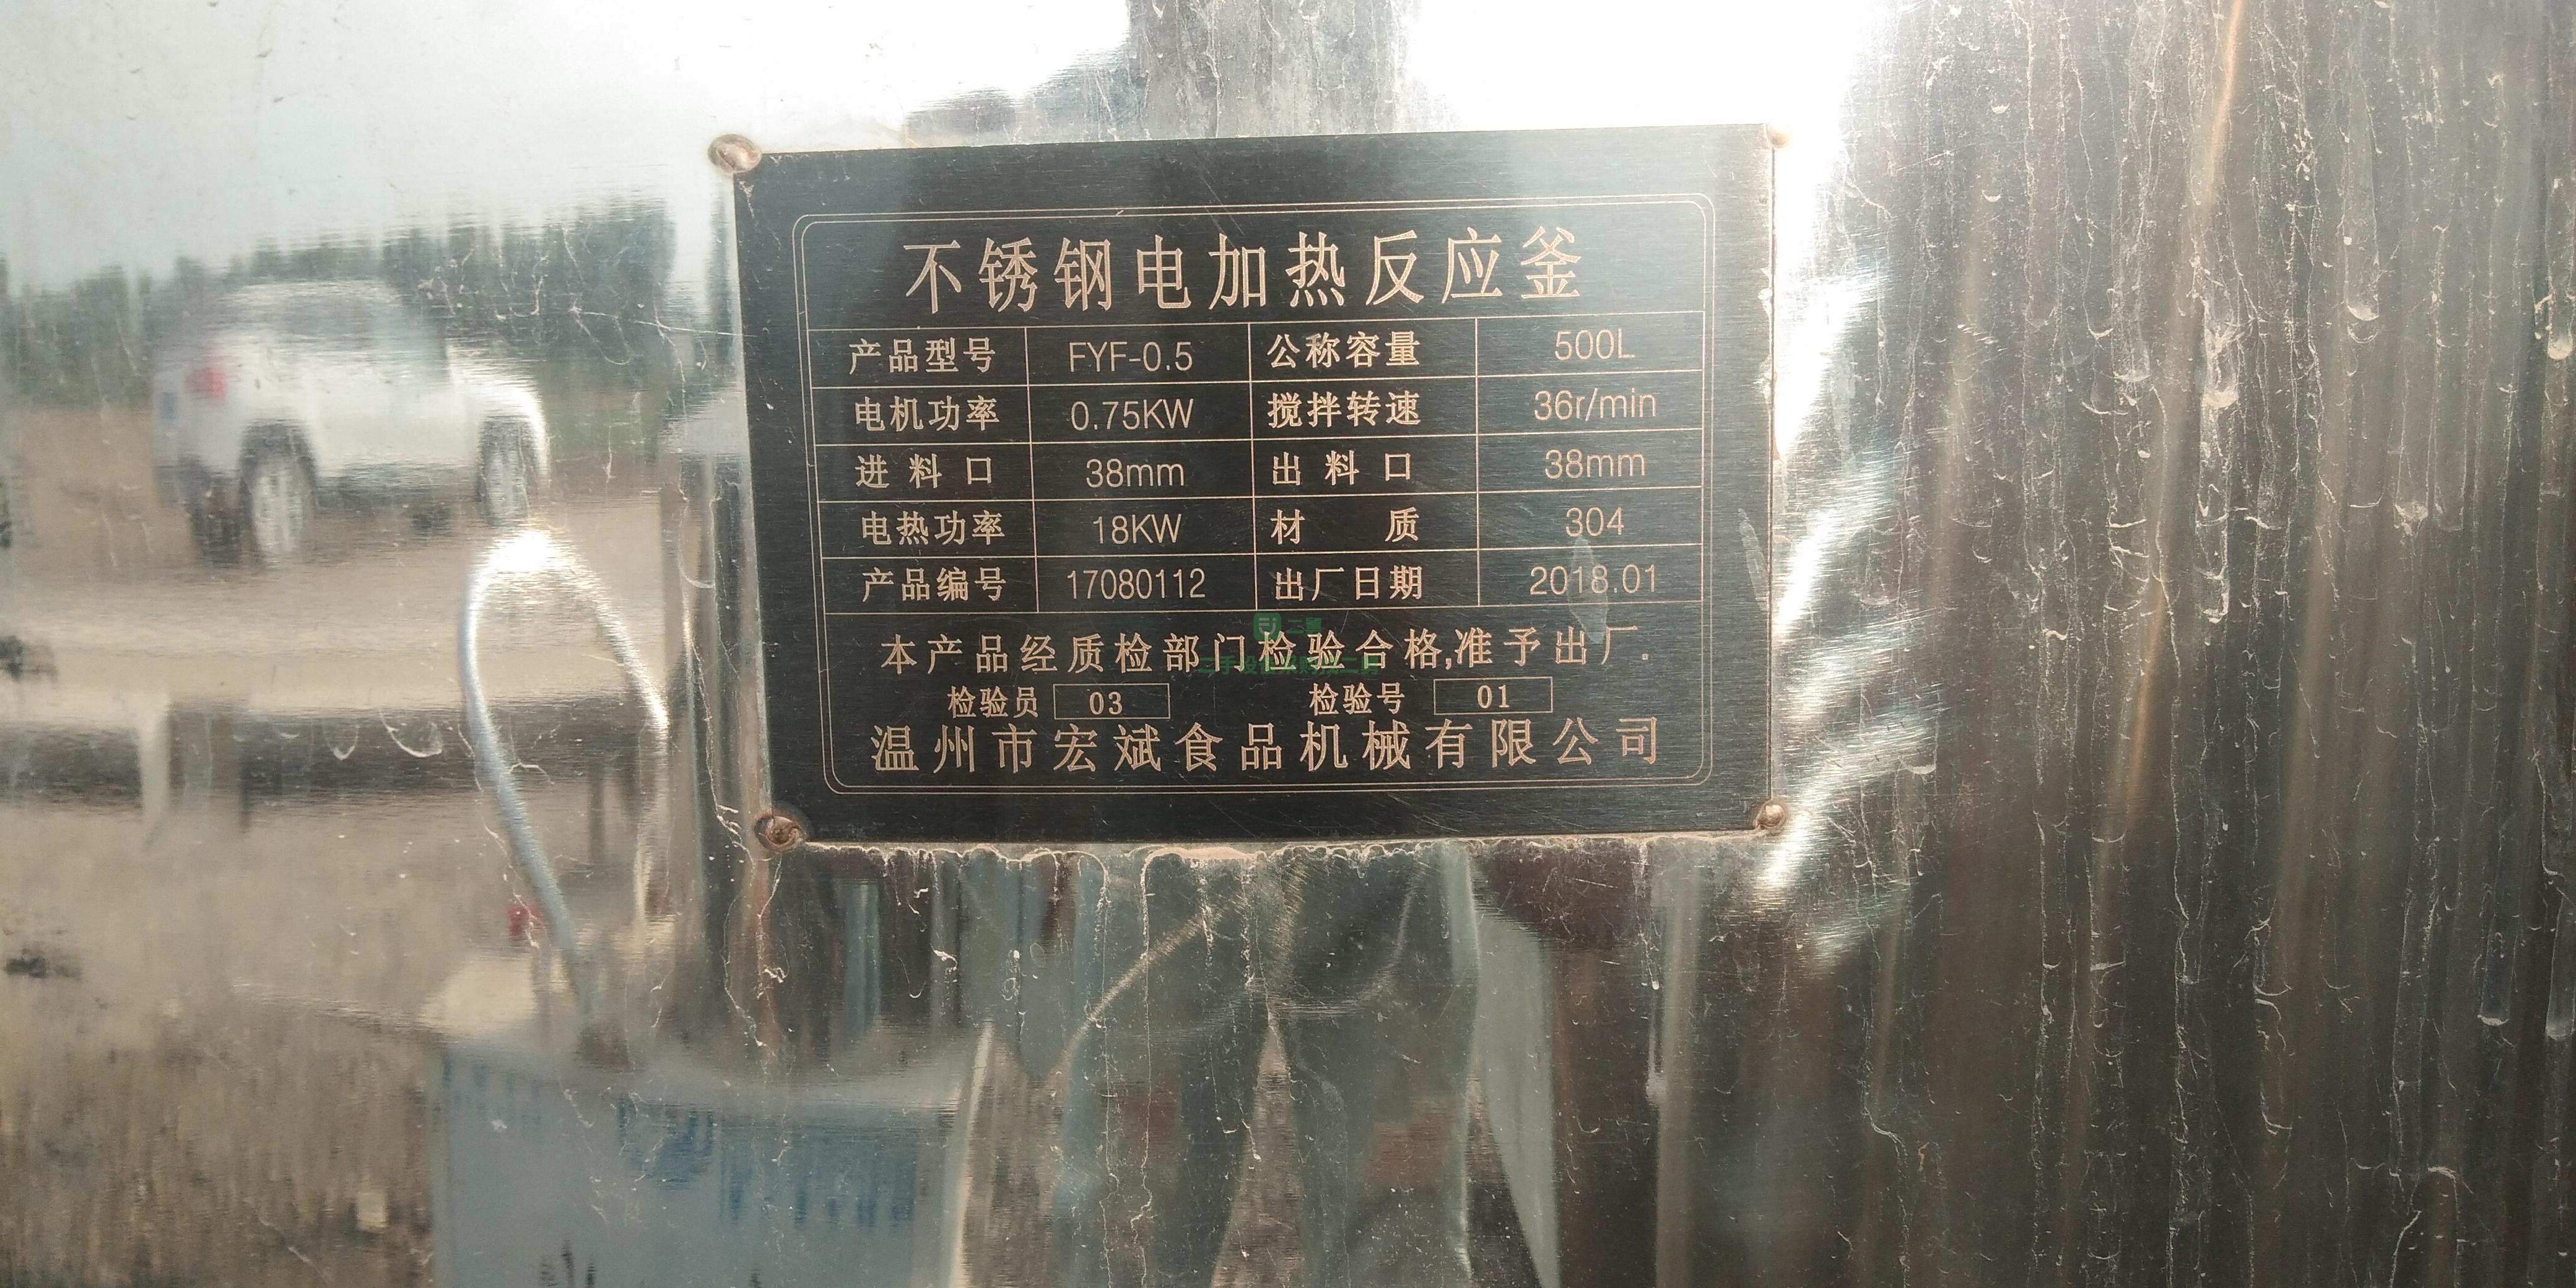 不锈钢电加热反应釜
产品型号 FYF-0.5 公称容量 500L
电机功率 0.75KW 搅拌转速 36r/min
进料口 38mm 出料口 38mm
电热功率 18KW 材质 304
产品编号 17080112 出厂日期 2018.01
本产品经质检部门检验合格,准予出厂.
检验员 03 检验号 01
温州市宏斌食品机械有限公司